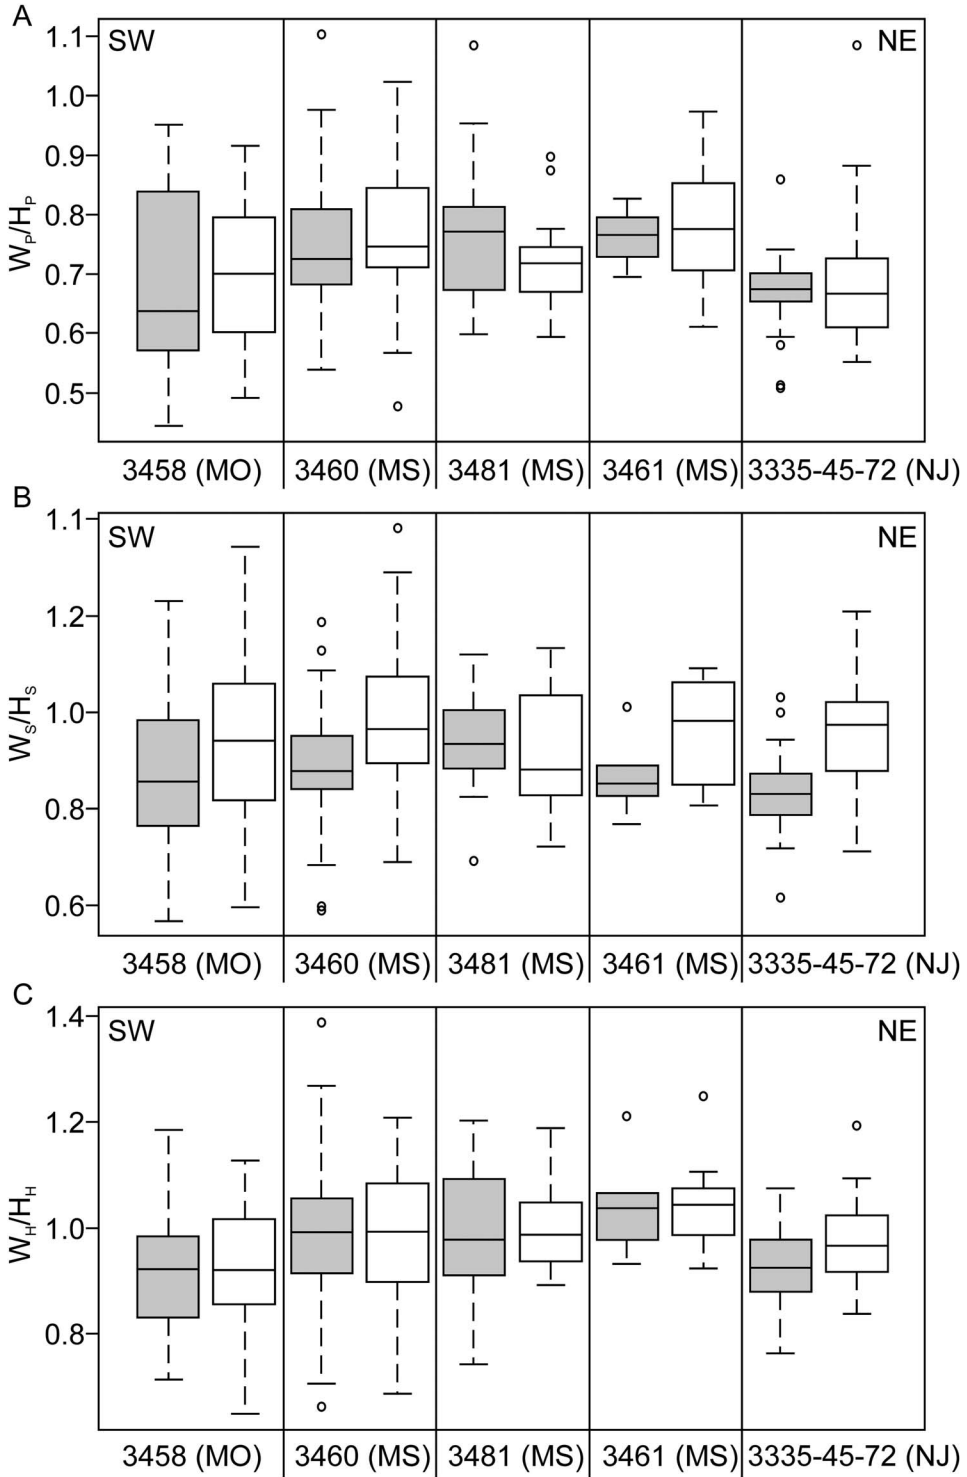 A
1.1
SW
NE
1.0
0.9
0.8
0.7
0.6
0.5
WP/HP
3458 (MO) 3460 (MS) 3481 (MS) 3461 (MS) 3335-45-72 (NJ)
B
1.1
SW
NE
1.2
1.0
0.8
0.6
WS/HS
3458 (MO) 3460 (MS) 3481 (MS) 3461 (MS) 3335-45-72 (NJ)
C
1.4
SW
NE
1.2
1.0
0.8
WH/HH
3458 (MO) 3460 (MS) 3481 (MS) 3461 (MS) 3335-45-72 (NJ)